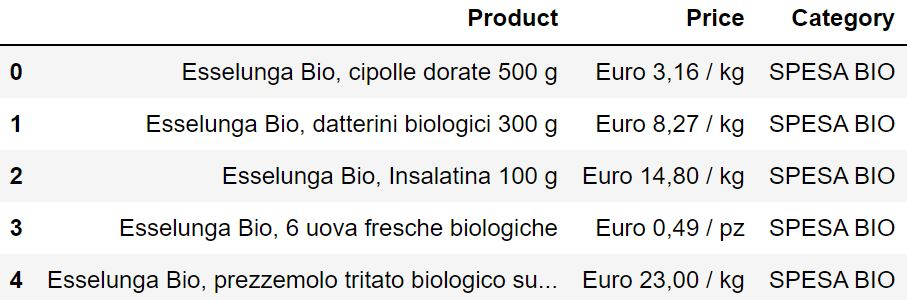 Product Price Category
0 Esselunga Bio, cipolle dorate 500 g Euro 3,16 / kg SPESA BIO
1 Esselunga Bio, datterini biologici 300 g Euro 8,27 / kg SPESA BIO
2 Esselunga Bio, Insalatina 100 g Euro 14,80 / kg SPESA BIO
3 Esselunga Bio, 6 uova fresche biologiche Euro 0,49 / pz SPESA BIO
4 Esselunga Bio, prezzemolo tritato biologico su... Euro 23,00 / kg SPESA BIO